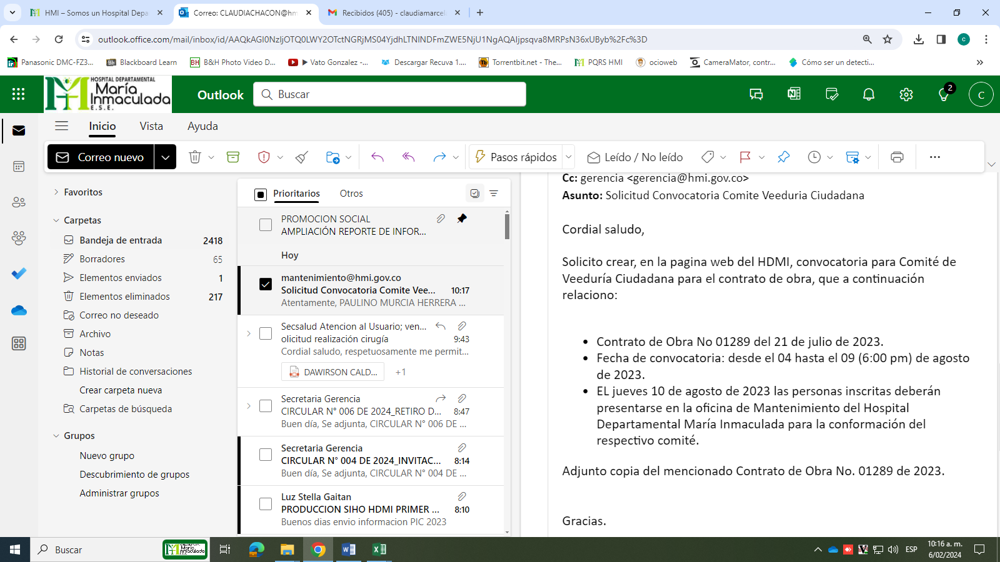 HMI – Somos un Hospital Depa
Correo: CLAUDIACHACON@hm
Recibidos (405) - claudiamarcel
outlook.office.com/mail/inbox/id/AAQkAGI0NzljOTQ0LWY2OTctNGRjMS04YjdhLTNlNDFmZWE5NjU1NgAQAIjpsqva8MRPsN36xUByb%2Fc%3D
c
Panasonic DMC-FZ3...
Blackboard Learn
B&H Photo Video D...
▶ Vato Gonzalez -...
Descargar Recuva 1....
Torrentbit.net - The...
PQRS HMI
ocioweb
CameraMator, contr...
Cómo ser un detecti...
HOSPITAL DEPARTAMENTAL
María
Inmaculada
E.S.E.
Outlook
Buscar
2
C
Inicio
Vista
Ayuda
Correo nuevo
Pasos rápidos
Leído / No leído
Favoritos
Carpetas
Bandeja de entrada 2418
Borradores 65
Elementos enviados 1
Elementos eliminados 217
Correo no deseado
Archivo
Notas
Historial de conversaciones
Crear carpeta nueva
Carpetas de búsqueda
Grupos
Nuevo grupo
Descubrimiento de grupos
Administrar grupos
Prioritarios
Otros
PROMOCION SOCIAL
AMPLIACIÓN REPORTE DE INFOR...
Hoy
mantenimiento@hmi.gov.co
Solicitud Convocatoria Comite Vee... 10:17
Atentamente, PAULINO MURCIA HERRERA ...
Secsalud Atencion al Usuario; ven...
olicitud realización cirugía 9:43
Cordial saludo, respetuosamente me permit...
DAWIRSON CALD... +1
Secretaria Gerencia
CIRCULAR N° 006 DE 2024_RETIRO D... 8:47
Buen día, Se adjunta, CIRCULAR N° 006 DE ...
Secretaria Gerencia
CIRCULAR N° 004 DE 2024_INVITAC... 8:14
Buen día, Se adjunta, CIRCULAR N° 004 DE ...
Luz Stella Gaitan
PRODUCCION SIHO HDMI PRIMER ... 8:10
Buenos dias envio informacion PIC 2023
Cc: gerencia <gerencia@hmi.gov.co>
Asunto: Solicitud Convocatoria Comite Veeduria Ciudadana
Cordial saludo,
Solicito crear, en la pagina web del HDMI, convocatoria para Comité de
Veeduría Ciudadana para el contrato de obra, que a continuación
relaciono:
• Contrato de Obra No 01289 del 21 de julio de 2023.
• Fecha de convocatoria: desde el 04 hasta el 09 (6:00 pm) de agosto
de 2023.
• EL jueves 10 de agosto de 2023 las personas inscritas deberán
presentarse en la oficina de Mantenimiento del Hospital
Departamental María Inmaculada para la conformación del
respectivo comité.
Adjunto copia del mencionado Contrato de Obra No. 01289 de 2023.
Gracias.
Buscar
ESP
10:16 a. m.
6/02/2024